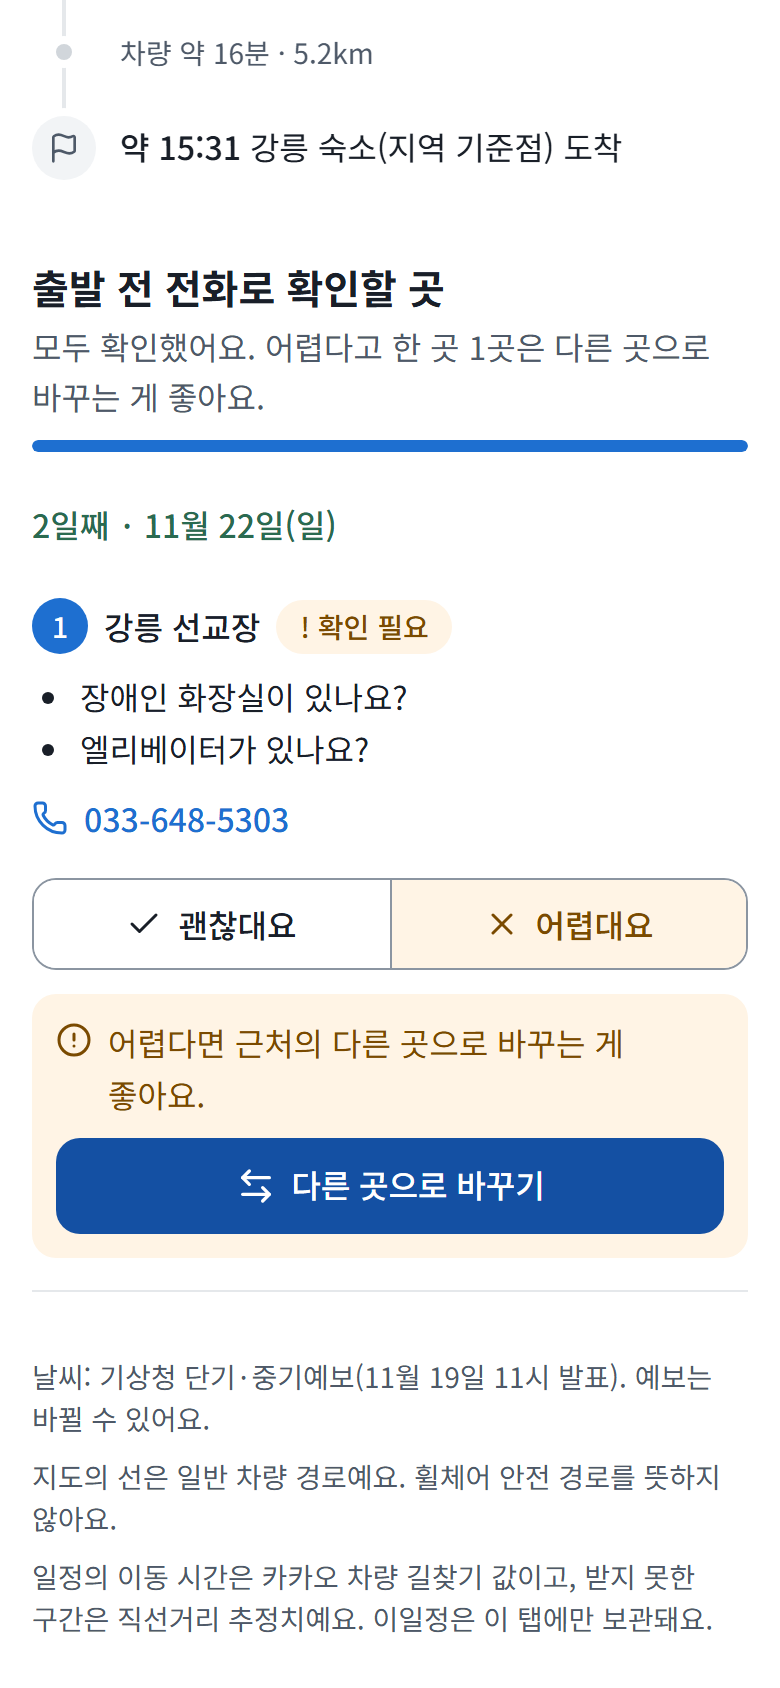 차량 약 16분 · 5.2km
약 15:31 강릉 숙소(지역 기준점) 도착
출발 전 전화로 확인할 곳
모두 확인했어요. 어렵다고 한 곳 1곳은 다른 곳으로
바꾸는 게 좋아요.
2일째 · 11월 22일(일)
1 강릉 선교장 ! 확인 필요
• 장애인 화장실이 있나요?
• 엘리베이터가 있나요?
033-648-5303
괜찮대요 어렵대요
어렵다면 근처의 다른 곳으로 바꾸는 게
좋아요.
다른 곳으로 바꾸기
날씨: 기상청 단기·중기예보(11월 19일 11시 발표). 예보는
바뀔 수 있어요.
지도의 선은 일반 차량 경로예요. 휠체어 안전 경로를 뜻하지
않아요.
일정의 이동 시간은 카카오 차량 길찾기 값이고, 받지 못한
구간은 직선거리 추정치예요. 이일정은 이 탭에만 보관돼요.